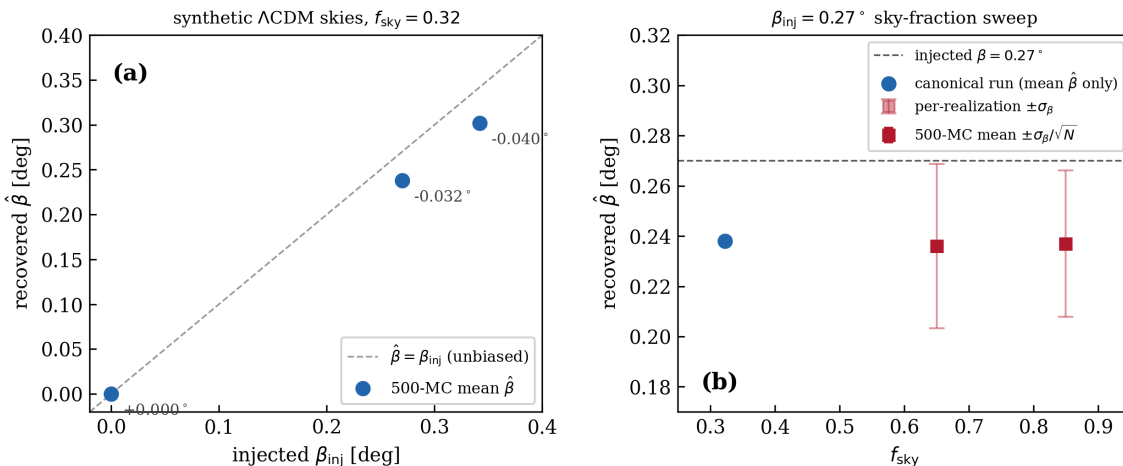 synthetic ΛCDM skies, f_sky = 0.32
0.40
0.35
0.30
0.25
0.20
0.15
0.10
0.05
0.00
recovered β̂ [deg]
(a)
-0.040°
-0.032°
+0.000°
β̂ = β_inj (unbiased)
500-MC mean β̂
0.0 0.1 0.2 0.3 0.4
injected β_inj [deg]
β_inj = 0.27° sky-fraction sweep
0.32
0.30
0.28
0.26
0.24
0.22
0.20
0.18
recovered β̂ [deg]
injected β = 0.27°
canonical run (mean β̂ only)
per-realization ±σ_β
500-MC mean ±σ_β/√N
(b)
0.3 0.4 0.5 0.6 0.7 0.8 0.9
f_sky